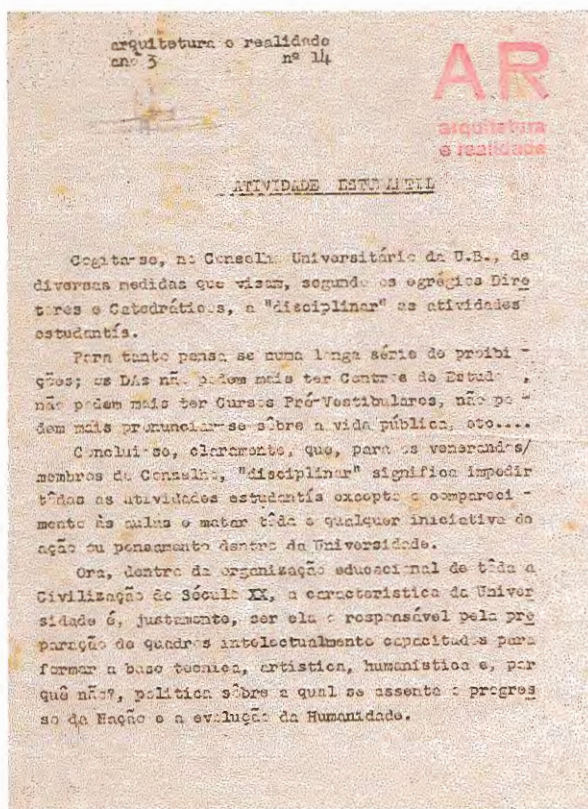 arquitetura e realidade
ano 3 nº 14
AR
arquitetura
e realidade
ATIVIDADE ESTUDANTIL
Cogita-se, no Conselho Universitário da U.B., de
diversas medidas que visam, segundo os egrégios Dire
tores e Catedráticos, a "disciplinar" as atividades
estudantís.
Para tanto pensa se numa longa série de proibi -
ções; os DAs não podem mais ter Centros de Estudo ,
não podem mais ter Cursos Pré-Vestibulares, não po -
dem mais pronunciar-se sôbre a vida pública, etc....
Conclui-se, claramente, que, para os venerandos/
membros do Conselho, "disciplinar" significa impedir
tôdas as atividades estudantís excepto o compareci -
mento às aulas e matar tôda e qualquer iniciativa de
ação ou pensamento dentro da Universidade.
Ora, dentro da organização educacional de tôda a
Civilização do Século XX, a caracteristica da Univer
sidade é, justamente, ser ela o responsável pela pre
paração de quadros intelectualmente capacitados para
formar a base tecnica, artistica, humanistica e, por
quê não?, politica sôbre a qual se assenta o progres
so da Nação e a evolução da Humanidade.